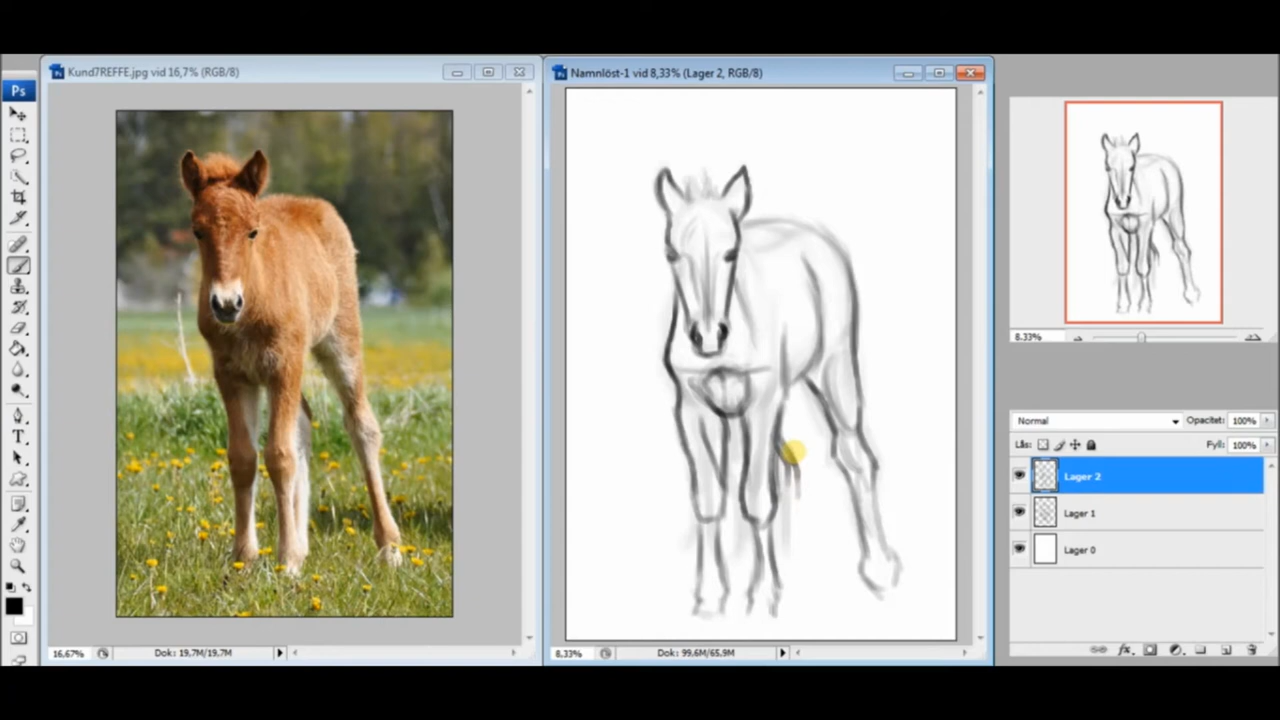 Kund7REFFE.jpg vid 16,7% (RGB/8)
Namnlöst-1 vid 8,33% (Lager 2, RGB/8)
Ps
T
8.33%
Normal
Opacitet: 100%
Lås:
Fyll: 100%
Lager 2
Lager 1
Lager 0
fx
16,67%
Dok: 19,7M/19,7M
8,33%
Dok: 99,6M/65,9M